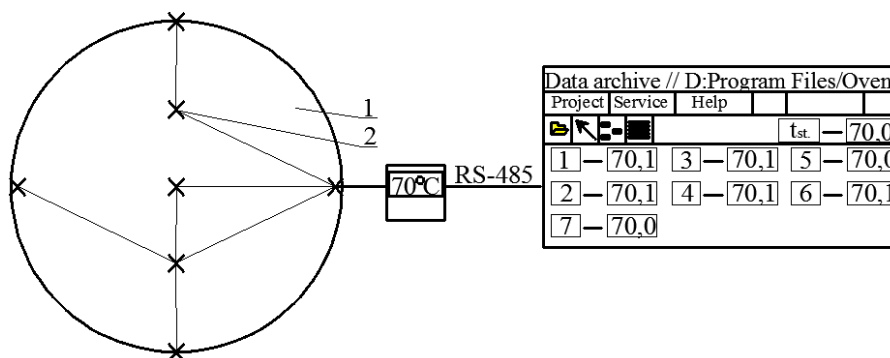 1
2
70°C
RS-485
Data archive // D:Program Files/Oven
Project Service Help
tst. – 70,0
1 – 70,1 3 – 70,1 5 – 70,0
2 – 70,1 4 – 70,1 6 – 70,1
7 – 70,0